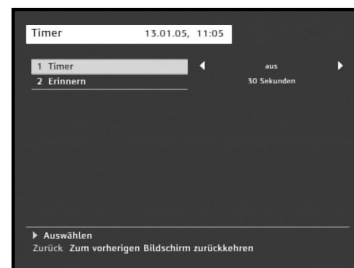 Timer 13.01.05, 11:05
1 Timer aus
2 Erinnern 30 Sekunden
Auswählen
Zurück Zum vorherigen Bildschirm zurückkehren